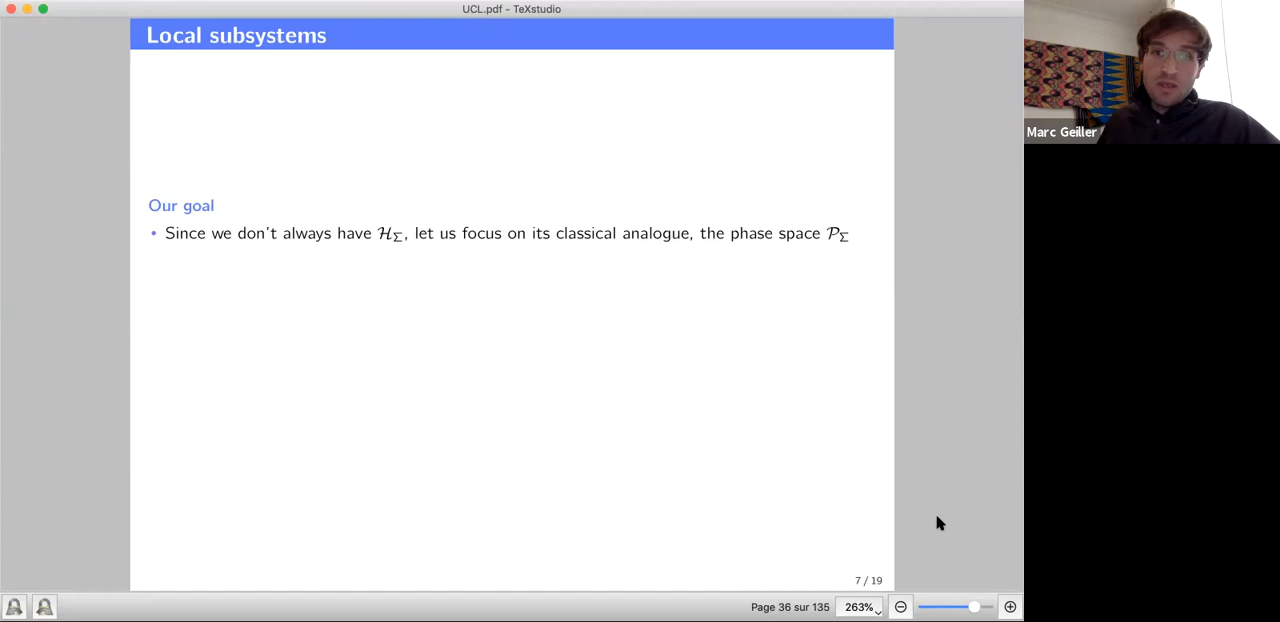 UCL.pdf - TeXstudio
Local subsystems
Marc Geiller
Our goal
• Since we don't always have ℋ_Σ, let us focus on its classical analogue, the phase space 𝒫_Σ
7 / 19
Page 36 sur 135
263%